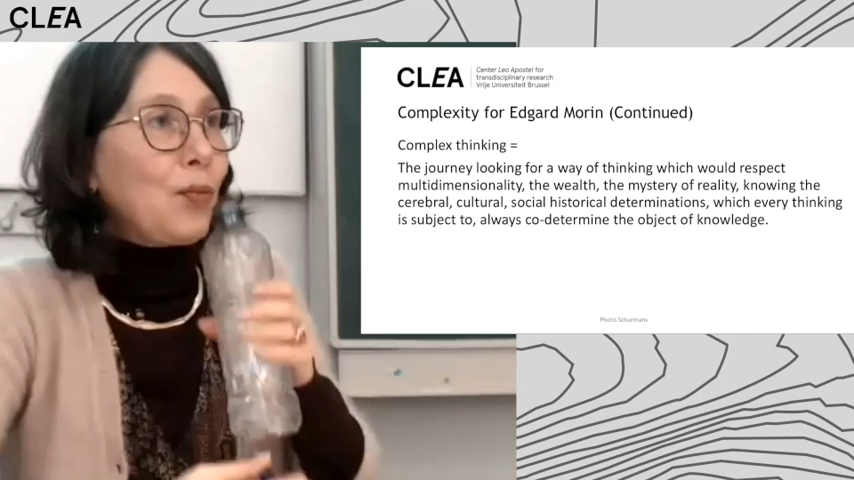 CLEA
CLEA
Center Leo Apostel for
transdisciplinary research
Vrije Universiteit Brussel
Complexity for Edgard Morin (Continued)
Complex thinking =
The journey looking for a way of thinking which would respect
multidimensionality, the wealth, the mystery of reality, knowing the
cerebral, cultural, social historical determinations, which every thinking
is subject to, always co-determine the object of knowledge.
Photis Schurmans